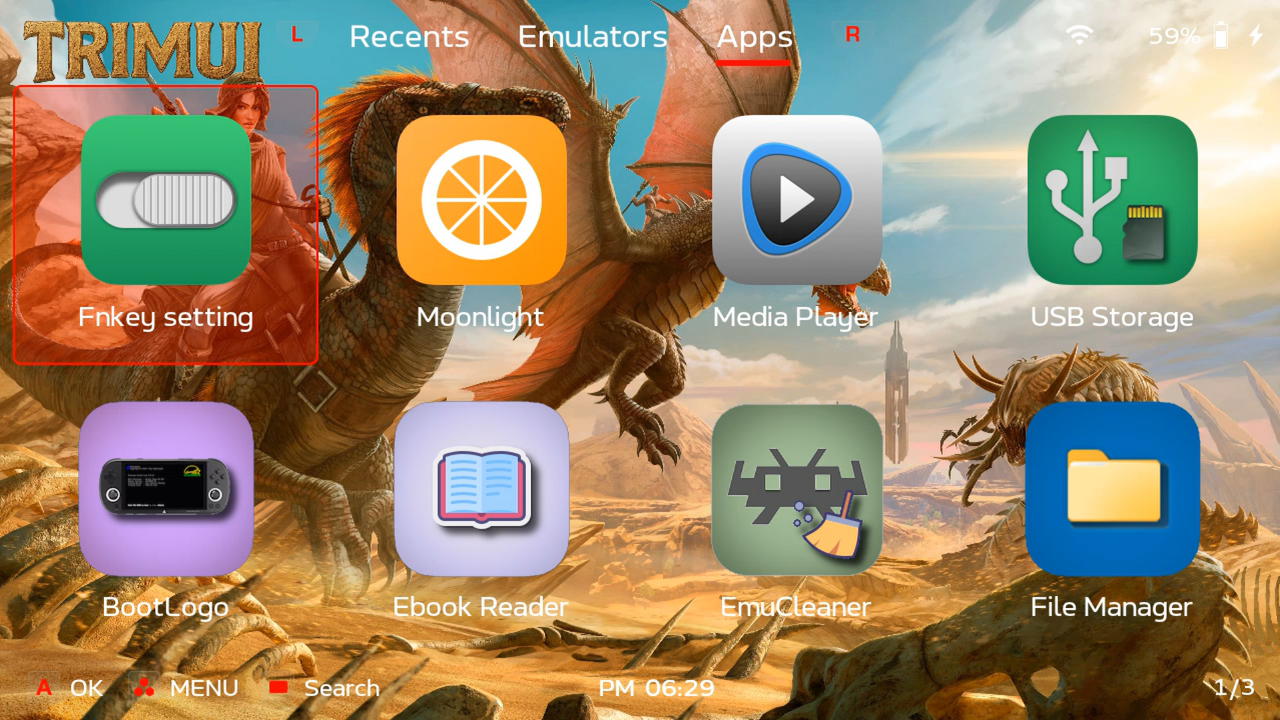 TRIMUI L Recents Emulators Apps R 59%
Fnkey setting Moonlight Media Player USB Storage
BootLogo Ebook Reader EmuCleaner File Manager
A OK MENU Search PM 06:29 1/3